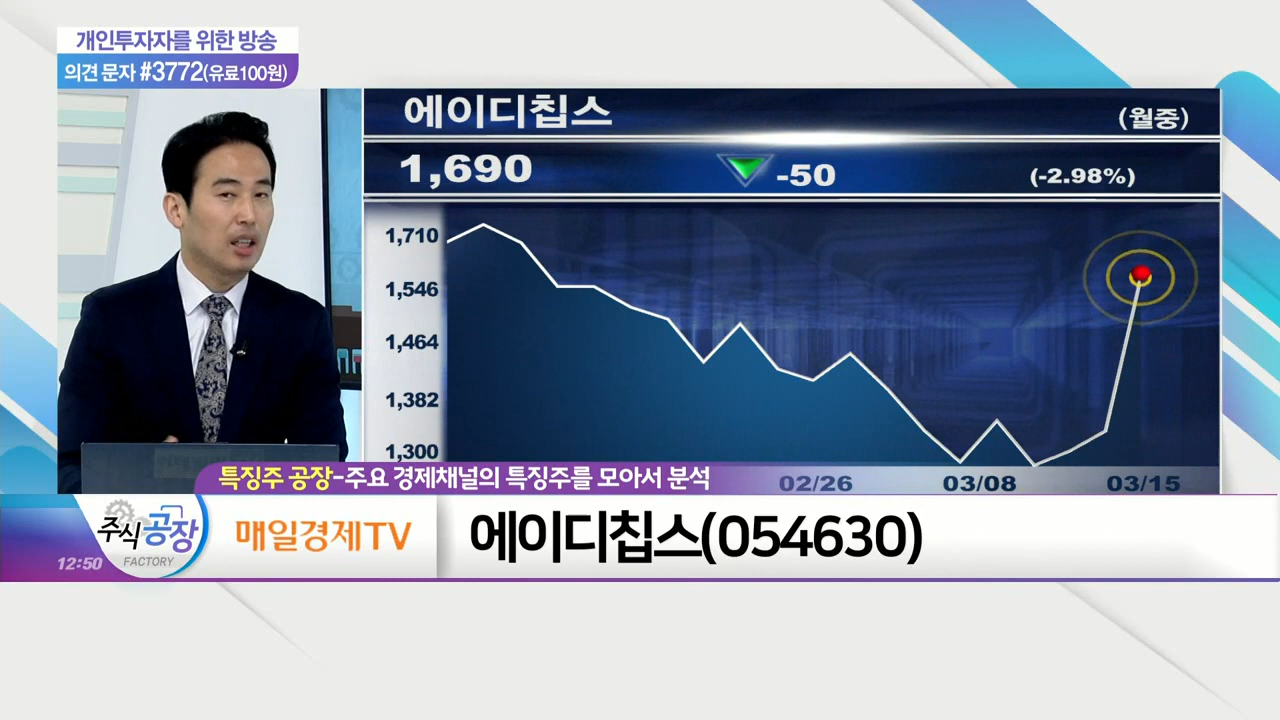 개인투자자를 위한 방송
의견 문자 #3772(유료100원)
에이디칩스
(월중)
1,690
-50
(-2.98%)
1,710
1,546
1,464
1,382
1,300
02/26
03/08
03/15
특징주 공장-주요 경제채널의 특징주를 모아서 분석
주식공장
FACTORY
12:50
매일경제TV
에이디칩스(054630)